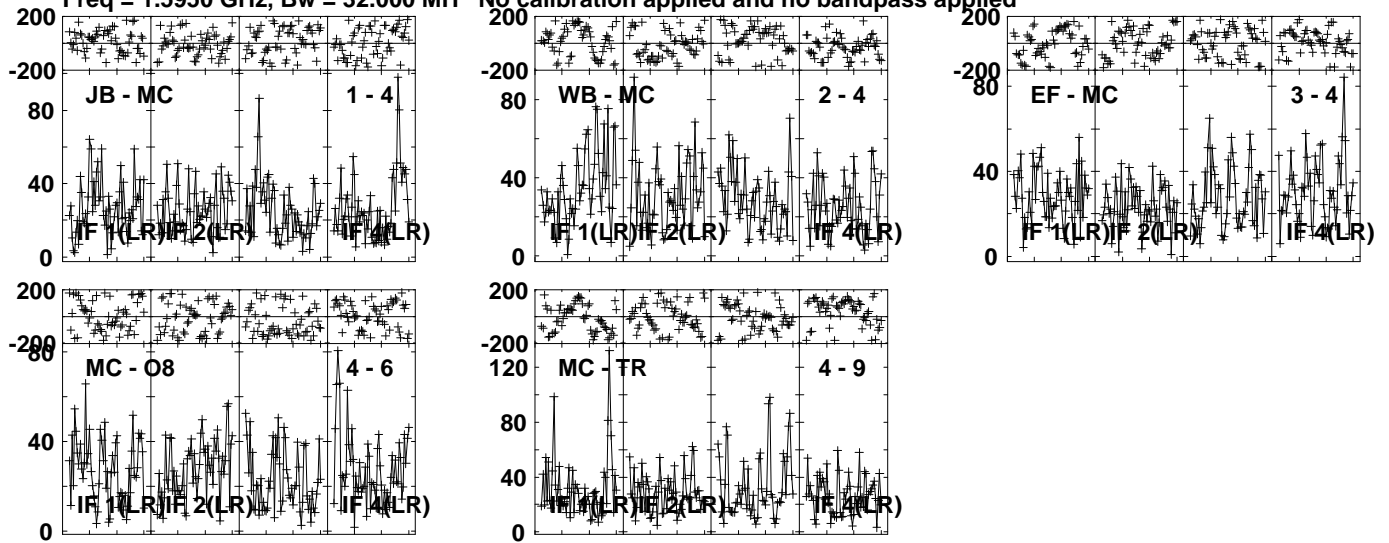 Freq = 1.5950 GHz, Bw = 32.000 MH No calibration applied and no bandpass applied
200
-200
JB - MC 1 - 4
80
40
IF 1(LR) IF 2(LR) IF 4(LR)
0
200
-200
WB - MC 2 - 4
80
40
IF 1(LR) IF 2(LR) IF 4(LR)
0
200
-200
EF - MC 3 - 4
80
40
IF 1(LR) IF 2(LR) IF 4(LR)
0
200
-200
80
MC - O8 4 - 6
40
IF 1(LR) IF 2(LR) IF 4(LR)
0
200
-200
MC - TR 4 - 9
120
80
40
IF 1(LR) IF 2(LR) IF 4(LR)
0